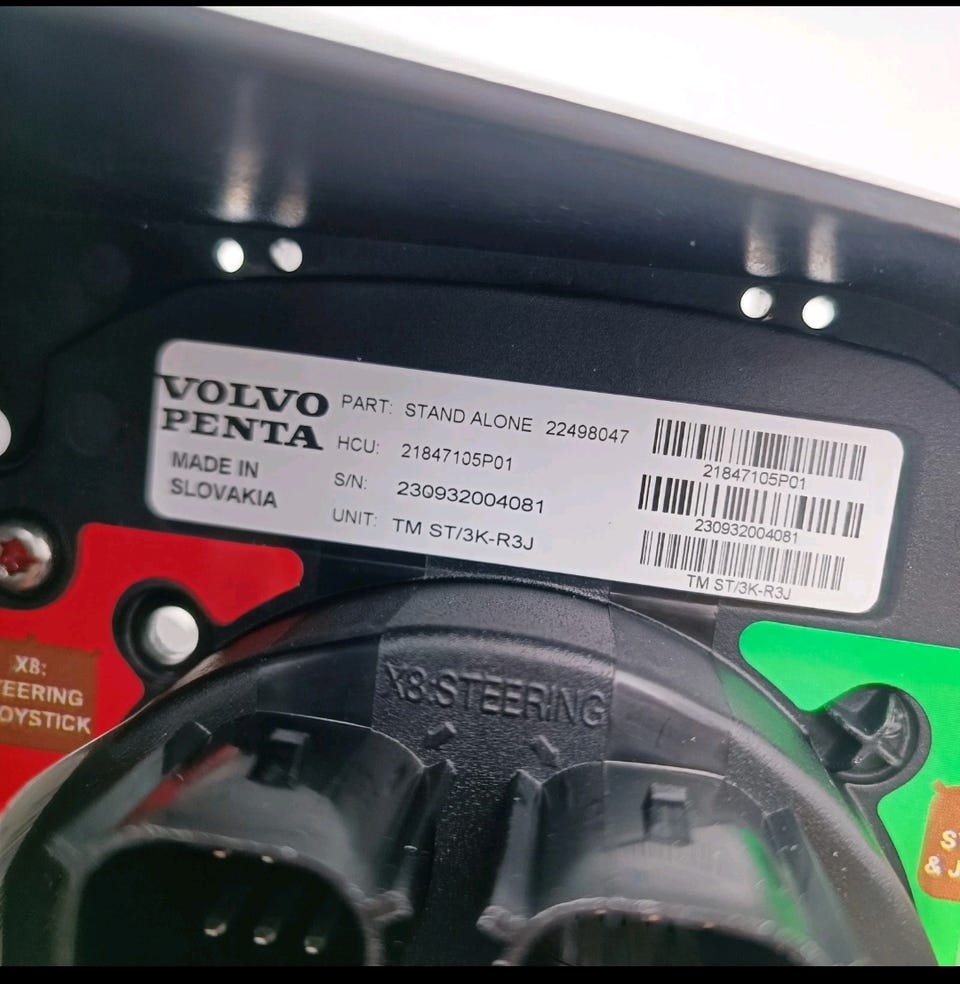 VOLVO
PENTA
MADE IN
SLOVAKIA
PART: STAND ALONE 22498047
HCU: 21847105P01
S/N: 230932004081
UNIT: TM ST/3K-R3J
21847105P01
230932004081
TM ST/3K-R3J
X8:
TEERING
OYSTICK
X8:STEERING
S
& J